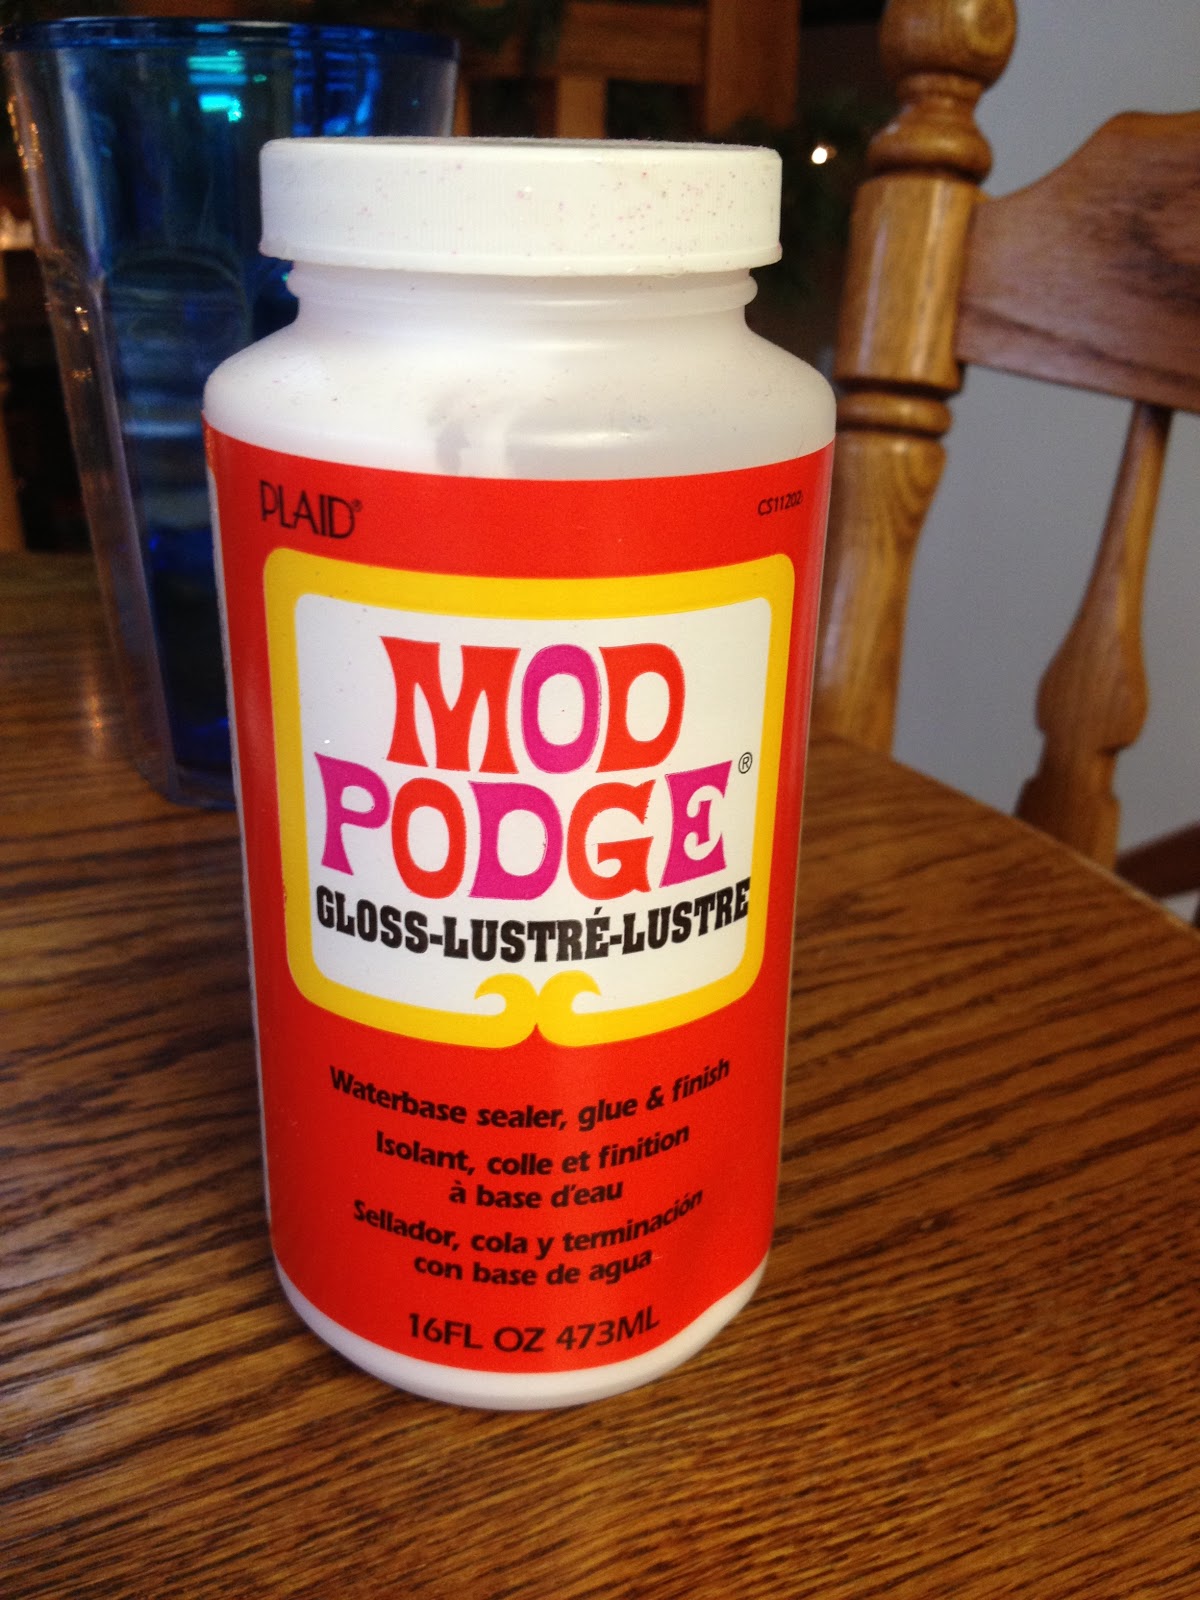 PLAID®
CS11202
MOD
PODGE®
GLOSS-LUSTRÉ-LUSTRE
Waterbase sealer, glue & finish
Isolant, colle et finition
à base d'eau
Sellador, cola y terminación
con base de agua
16FL OZ 473ML